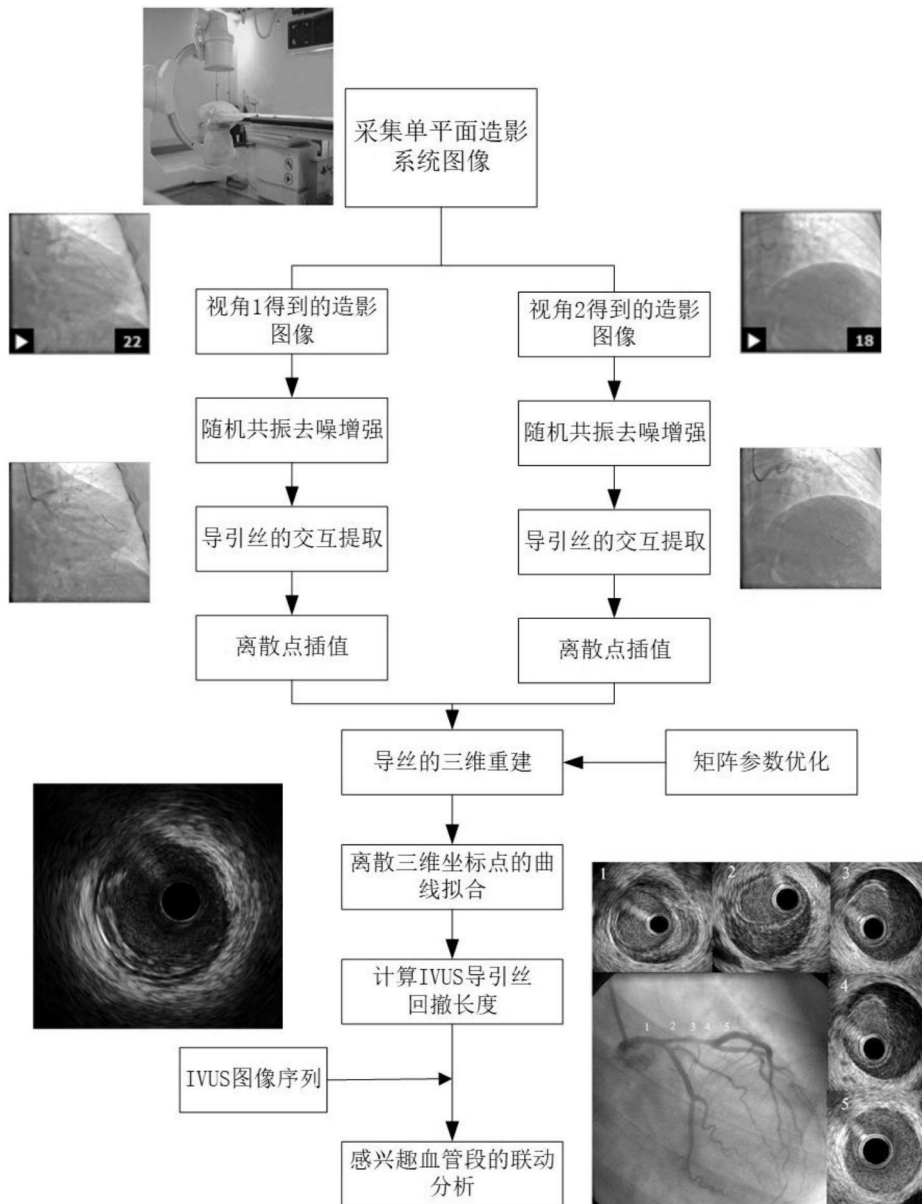 采集单平面造影
系统图像
视角1得到的造影
图像
视角2得到的造影
图像
22
18
随机共振去噪增强
随机共振去噪增强
导引丝的交互提取
导引丝的交互提取
离散点插值
离散点插值
导丝的三维重建
矩阵参数优化
离散三维坐标点的曲
线拟合
计算IVUS导引丝
回撤长度
IVUS图像序列
感兴趣血管段的联动
分析
1
2
3
4
5
1 2 3 4 5